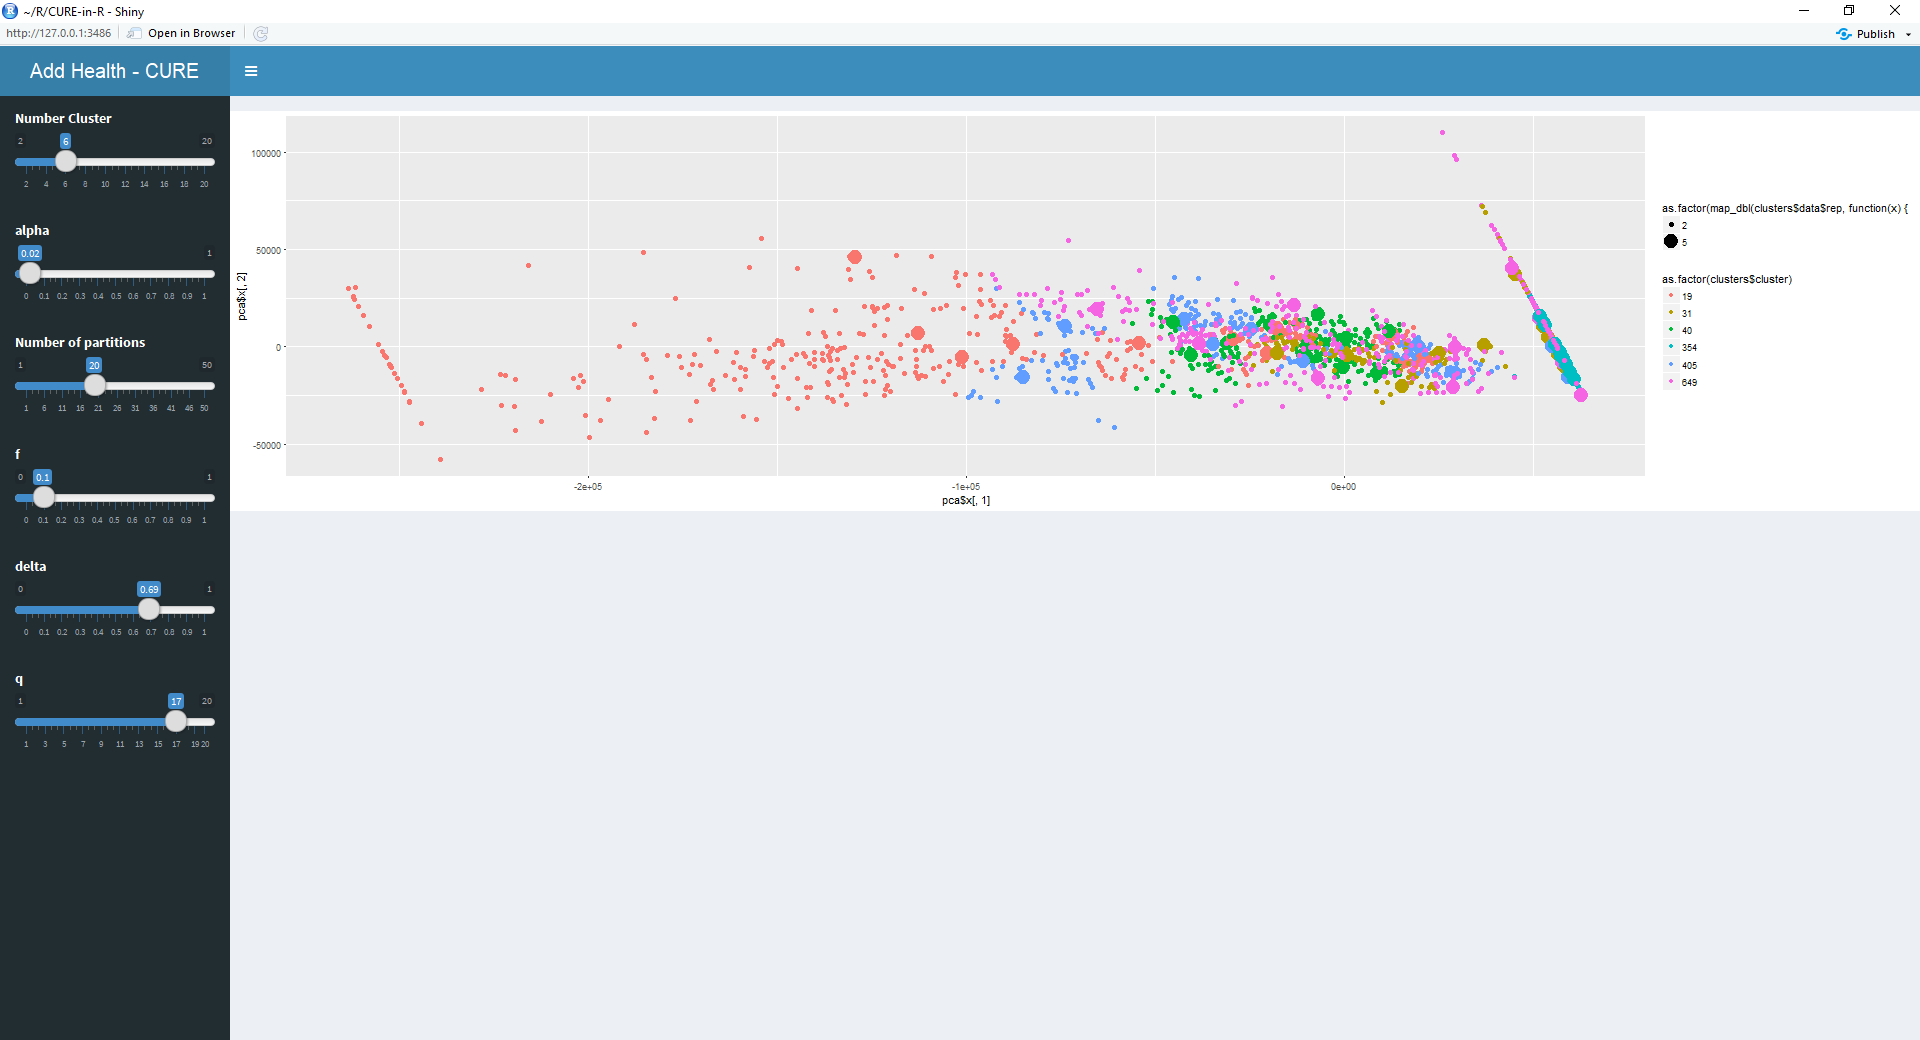 ~/R/CURE-in-R - Shiny
http://127.0.0.1:3486 Open in Browser Publish
Add Health - CURE
Number Cluster
2 6 20
2 4 6 8 10 12 14 16 18 20
alpha
0.02 1
0 0.1 0.2 0.3 0.4 0.5 0.6 0.7 0.8 0.9 1
Number of partitions
1 20 50
1 6 11 16 21 26 31 36 41 46 50
f
0 0.1 1
0 0.1 0.2 0.3 0.4 0.5 0.6 0.7 0.8 0.9 1
delta
0 0.69 1
0 0.1 0.2 0.3 0.4 0.5 0.6 0.7 0.8 0.9 1
q
1 17 20
1 3 5 7 9 11 13 15 17 19 20
pca$x[, 2]
100000
50000
0
-50000
-2e+05 -1e+05 0e+00
pca$x[, 1]
as.factor(map_dbl(clusters$data$rep, function(x) {
2
5
as.factor(clusters$cluster)
19
31
40
354
405
649